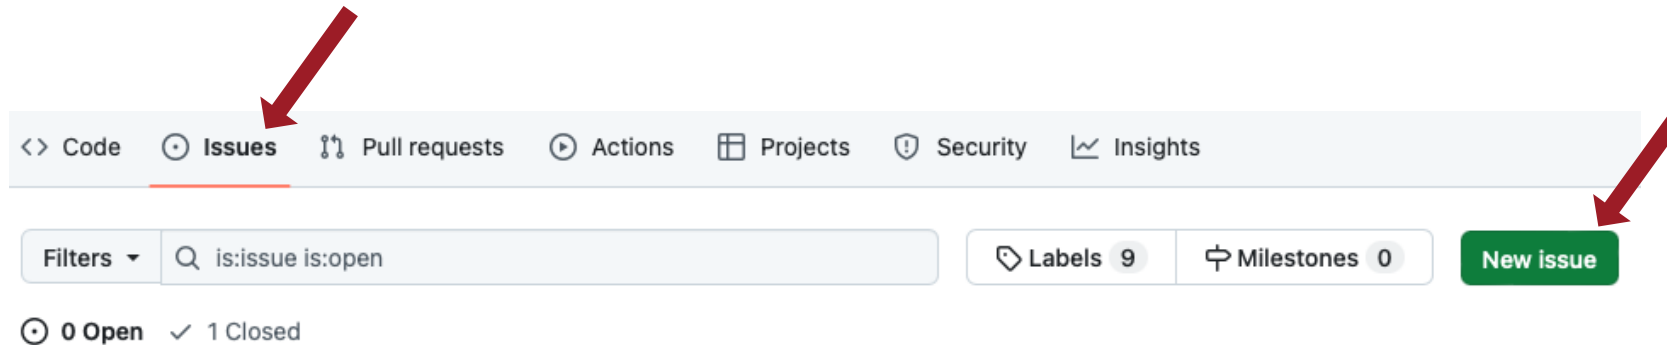 Code Issues Pull requests Actions Projects Security Insights
Filters is:issue is:open Labels 9 Milestones 0 New issue
0 Open 1 Closed